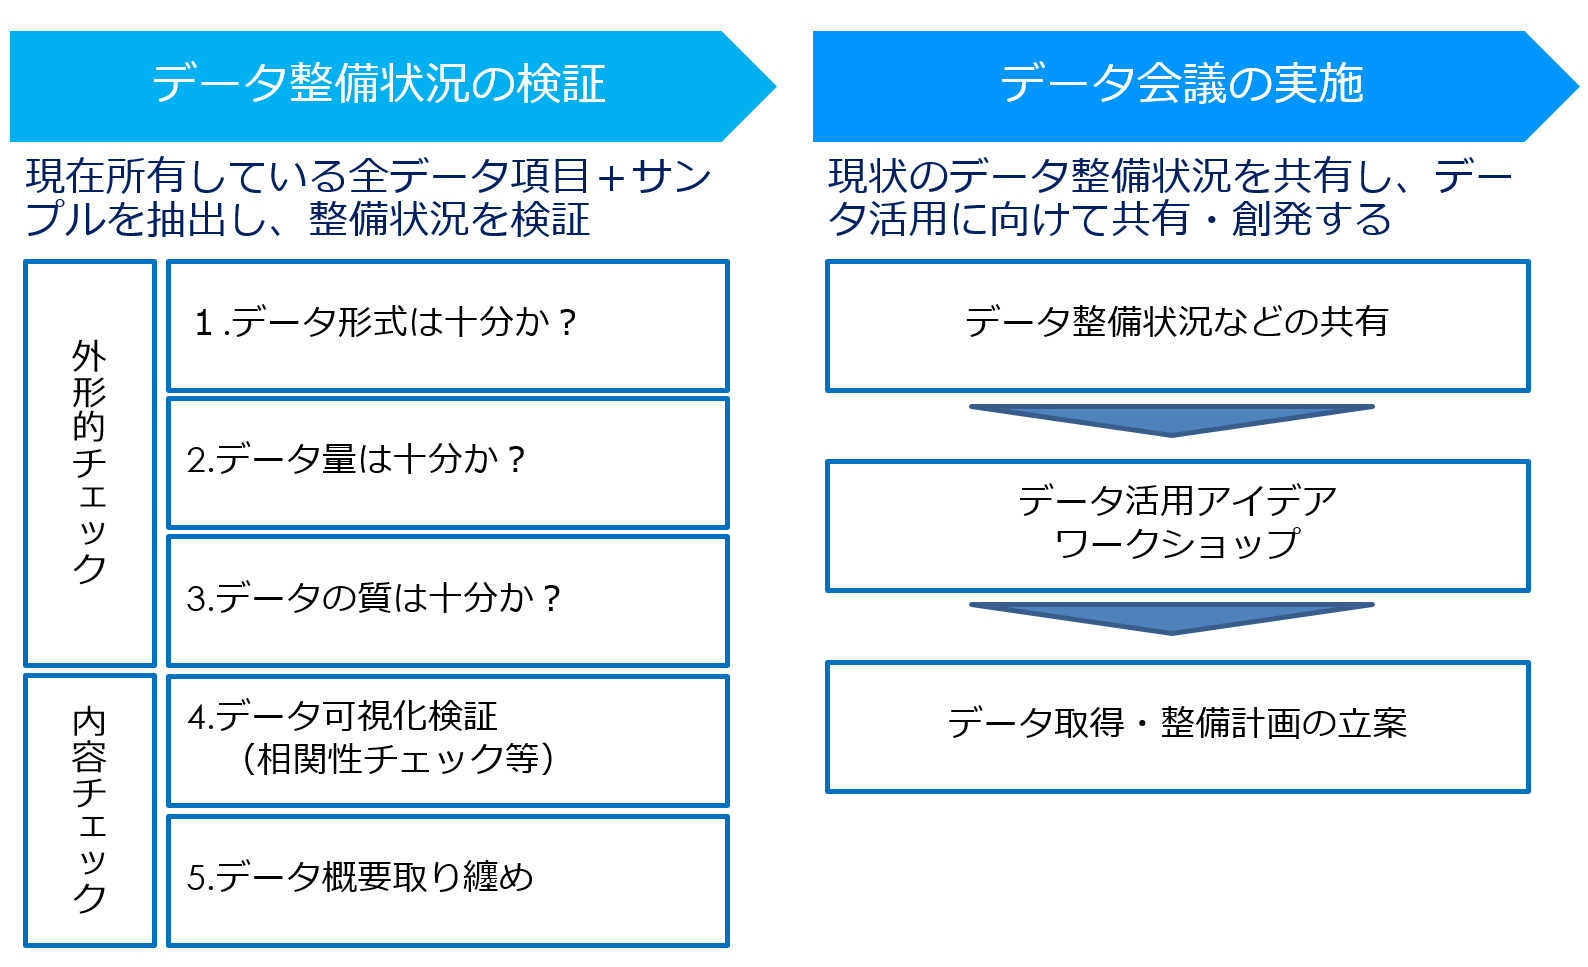 データ整備状況の検証
現在所有している全データ項目＋サン
プルを抽出し、整備状況を検証
外形的チェック
１.データ形式は十分か？
2.データ量は十分か？
3.データの質は十分か？
内容チェック
4.データ可視化検証
（相関性チェック等）
5.データ概要取り纏め
データ会議の実施
現状のデータ整備状況を共有し、デー
タ活用に向けて共有・創発する
データ整備状況などの共有
データ活用アイデア
ワークショップ
データ取得・整備計画の立案